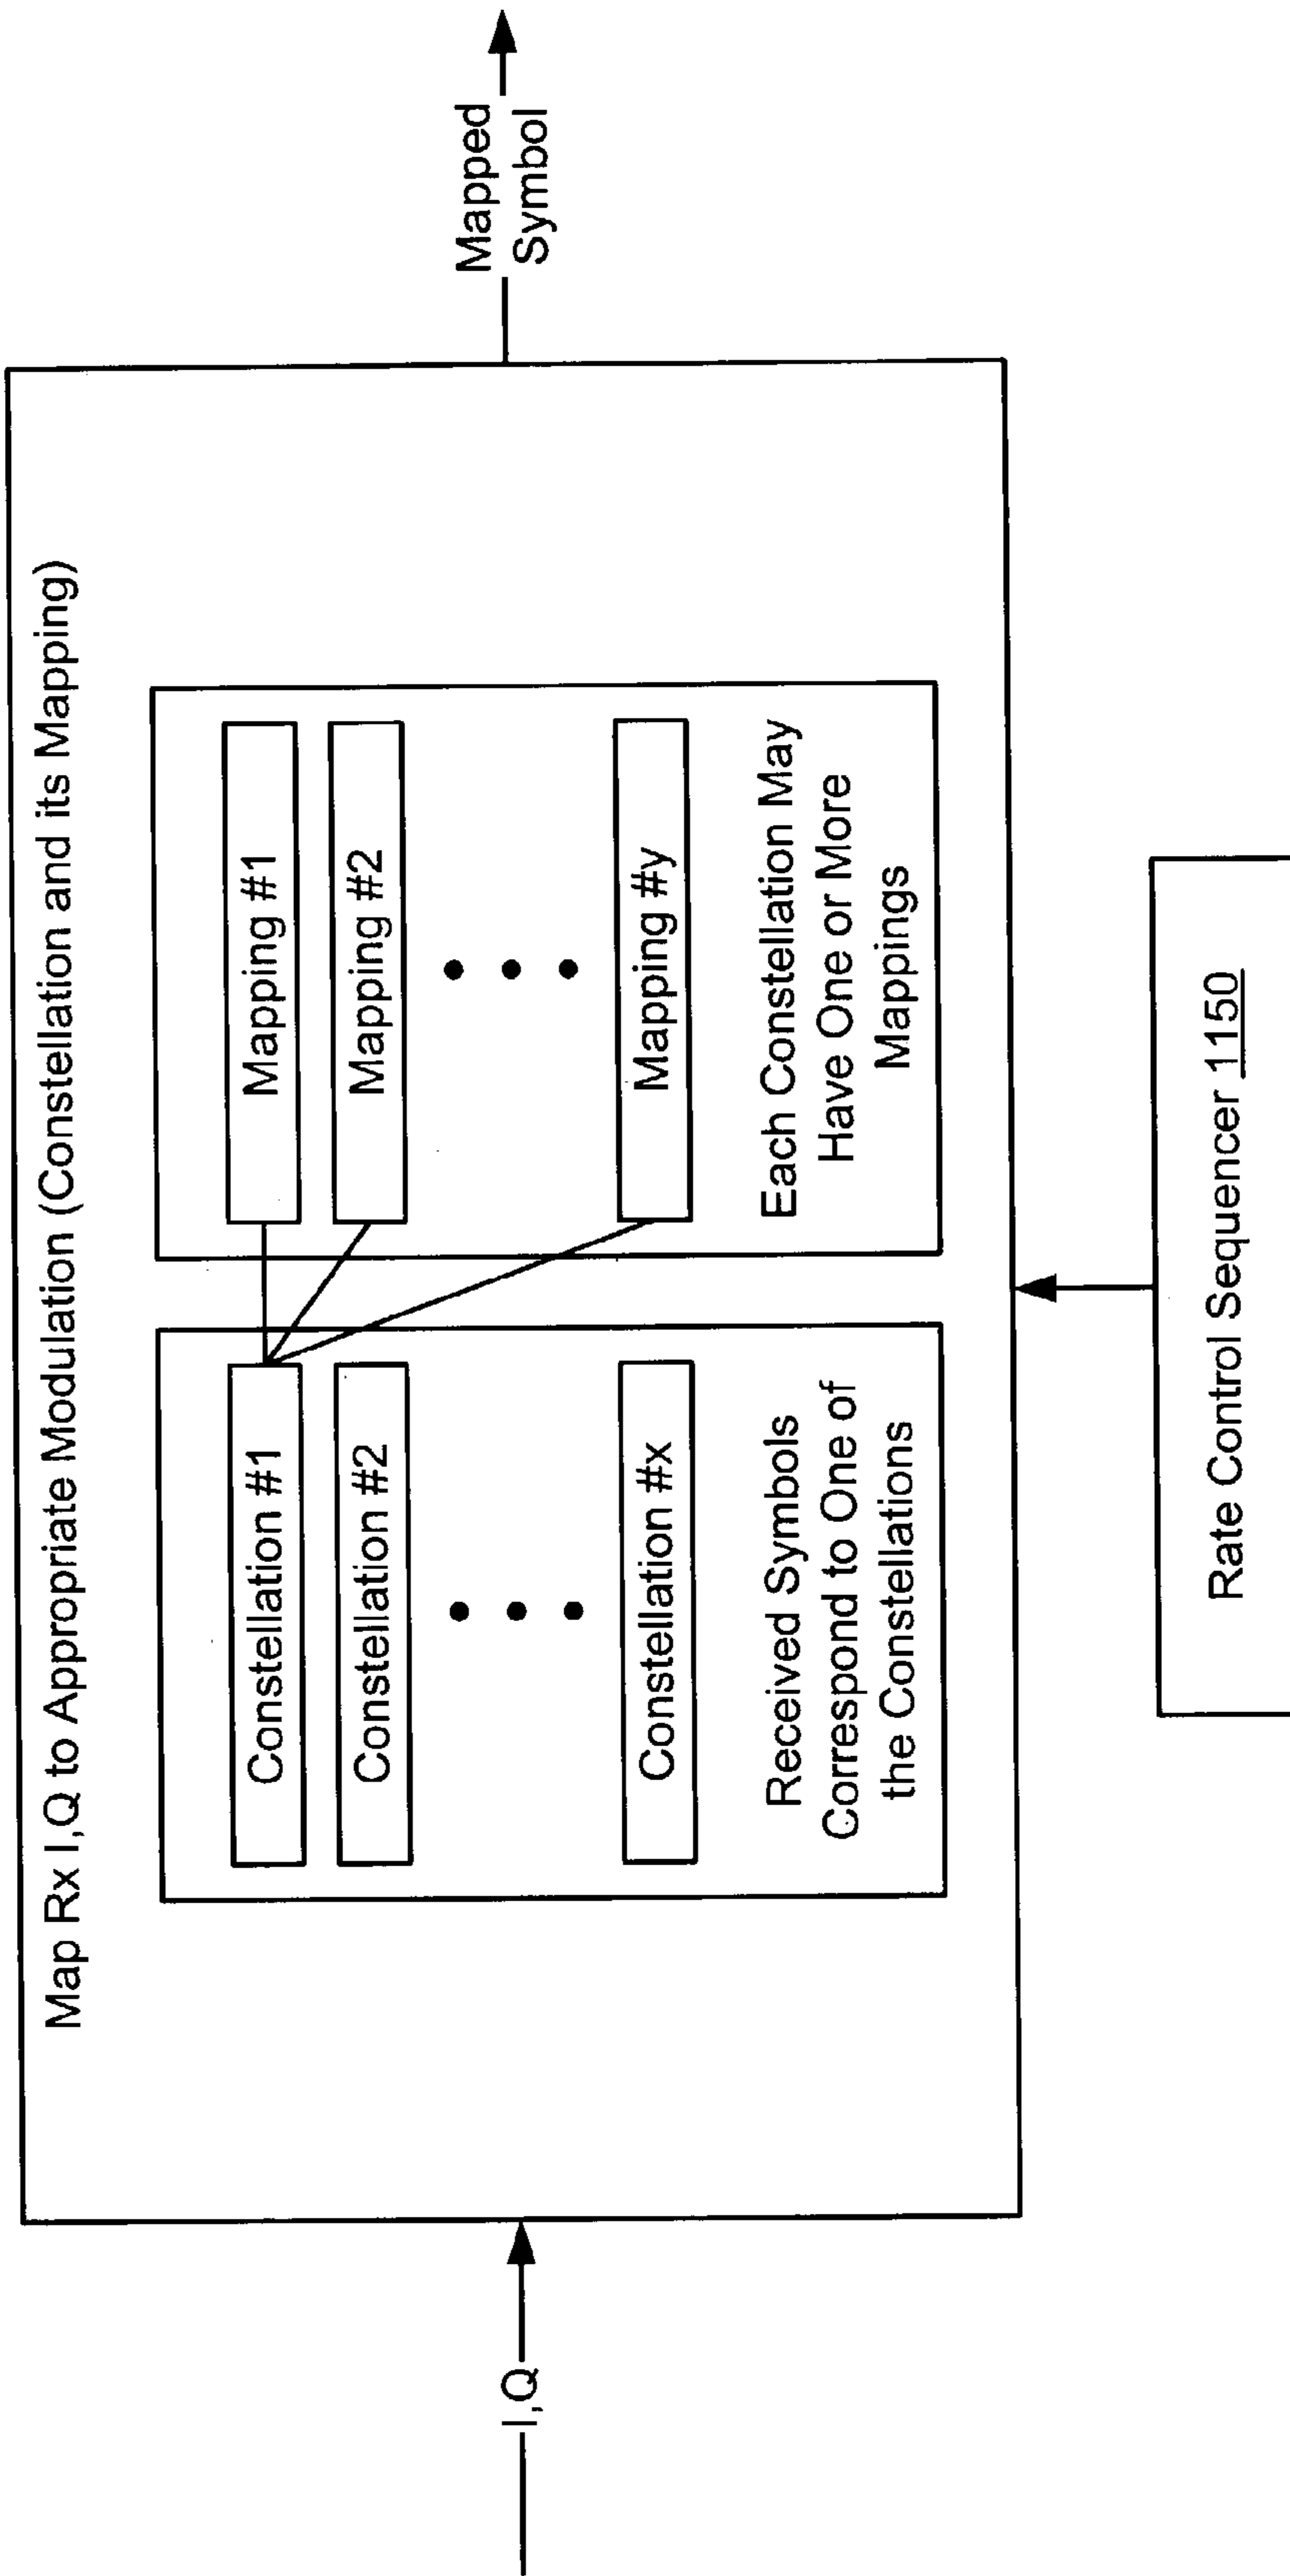 Map Rx I,Q to Appropriate Modulation (Constellation and its Mapping)
I,Q
Constellation #1
Constellation #2
Constellation #x
Received Symbols
Correspond to One of
the Constellations
Mapping #1
Mapping #2
Mapping #y
Each Constellation May
Have One or More
Mappings
Mapped
Symbol
Rate Control Sequencer 1150